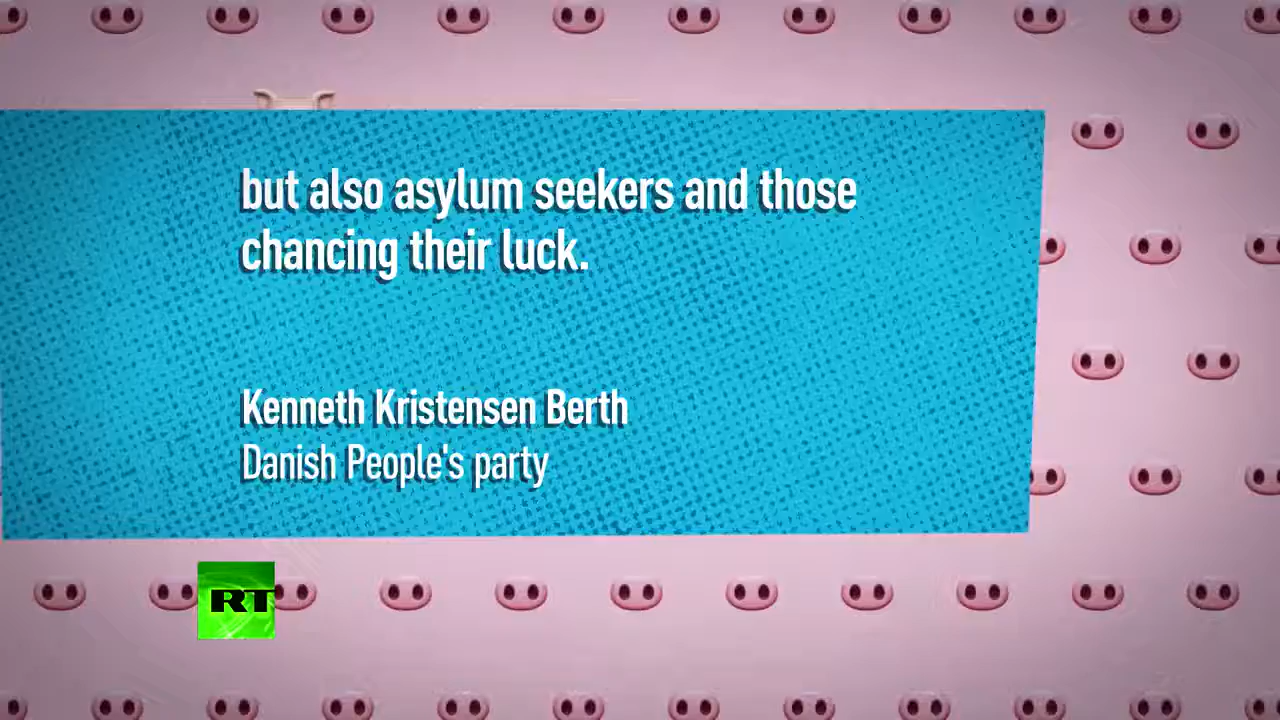 but also asylum seekers and those
chancing their luck.
Kenneth Kristensen Berth
Danish People's party
RT